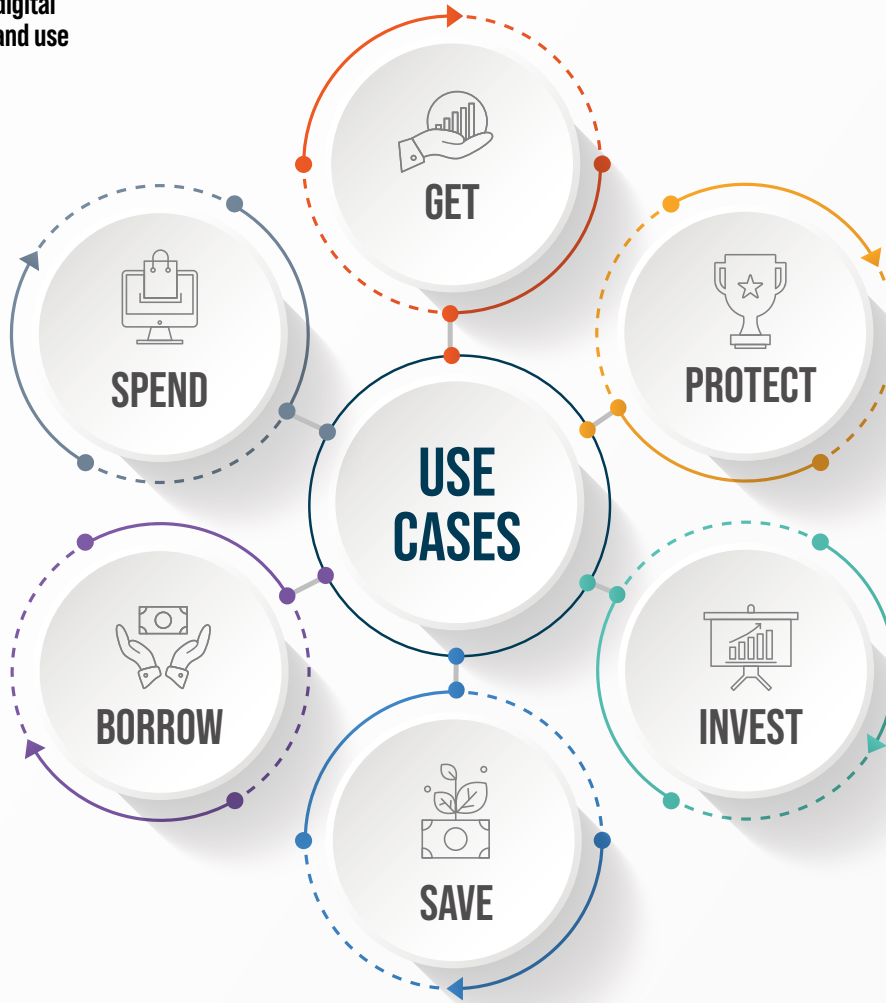 digital
and use
GET
SPEND
PROTECT
USE
CASES
BORROW
INVEST
SAVE